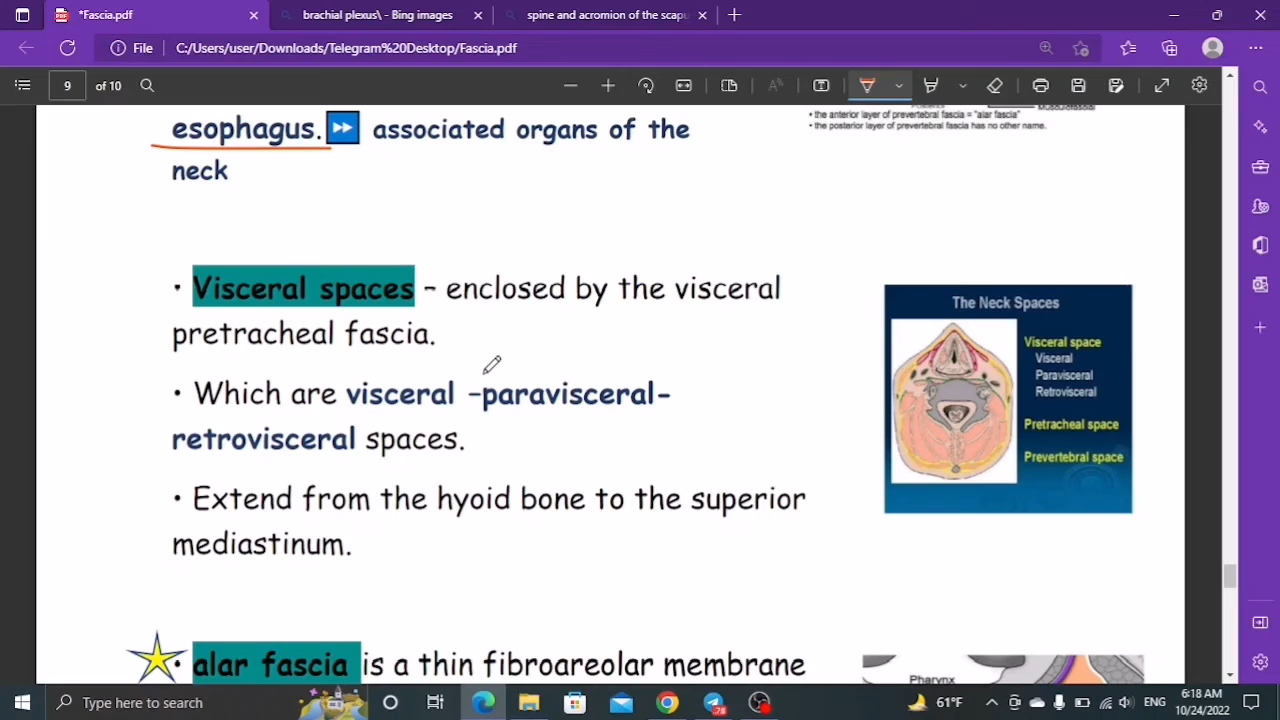 *Fascia.pdf
brachial plexus\ - Bing images
spine and acromion of the scapu
File
C:/Users/user/Downloads/Telegram%20Desktop/Fascia.pdf
9
of 10
esophagus. associated organs of the
neck
• the anterior layer of prevertebral fascia = "alar fascia"
• the posterior layer of prevertebral fascia has no other name.
• Visceral spaces - enclosed by the visceral
pretracheal fascia.
• Which are visceral -paravisceral-
retrovisceral spaces.
• Extend from the hyoid bone to the superior
mediastinum.
The Neck Spaces
Visceral space
Visceral
Paravisceral
Retrovisceral
Pretracheal space
Prevertebral space
• alar fascia is a thin fibroareolar membrane
Pharynx
Type here to search
78
61°F
ENG
6:18 AM
10/24/2022